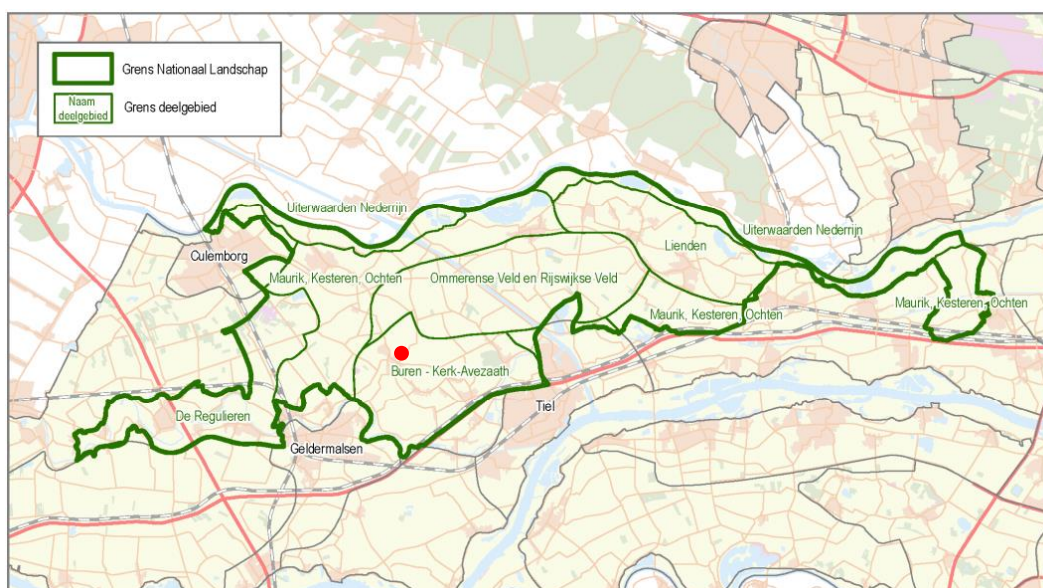 Grens Nationaal Landschap
Naam
deelgebied
Grens deelgebied
Uiterwaarden Nederrijn
Uiterwaarden Nederrijn
Culemborg
Lienden
Maurik, Kesteren, Ochten
Ommerense Veld en Rijswijkse Veld
Maurik, Kesteren, Ochten
Maurik, Kesteren, Ochten
Buren - Kerk-Avezaath
De Regulieren
Tiel
Geldermalsen